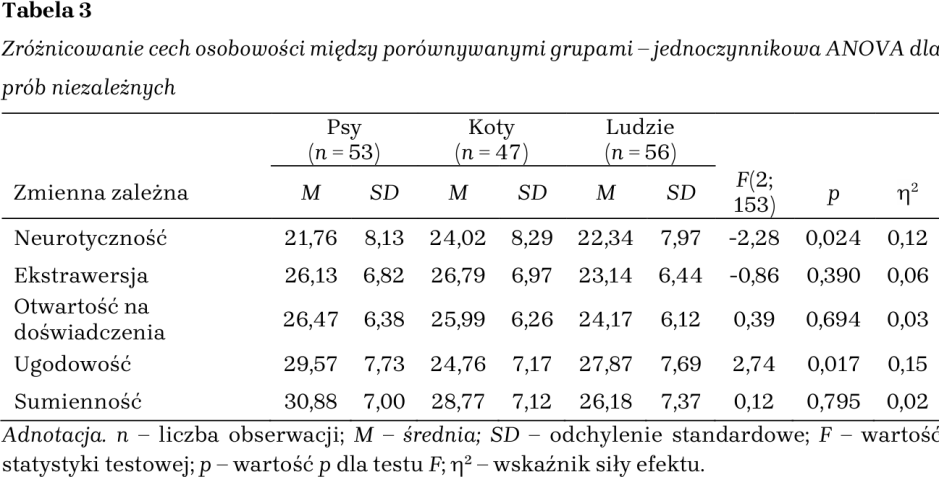 Tabela 3
Zróżnicowanie cech osobowości między porównywanymi grupami – jednoczynnikowa ANOVA dla
prób niezależnych
Psy Koty Ludzie
(n = 53) (n = 47) (n = 56)
Zmienna zależna M SD M SD M SD F(2; 153) p η²
Neurotyczność 21,76 8,13 24,02 8,29 22,34 7,97 -2,28 0,024 0,12
Ekstrawersja 26,13 6,82 26,79 6,97 23,14 6,44 -0,86 0,390 0,06
Otwartość na
doświadczenia 26,47 6,38 25,99 6,26 24,17 6,12 0,39 0,694 0,03
Ugodowość 29,57 7,73 24,76 7,17 27,87 7,69 2,74 0,017 0,15
Sumienność 30,88 7,00 28,77 7,12 26,18 7,37 0,12 0,795 0,02
Adnotacja. n – liczba obserwacji; M – średnia; SD – odchylenie standardowe; F – wartość
statystyki testowej; p – wartość p dla testu F; η² – wskaźnik siły efektu.